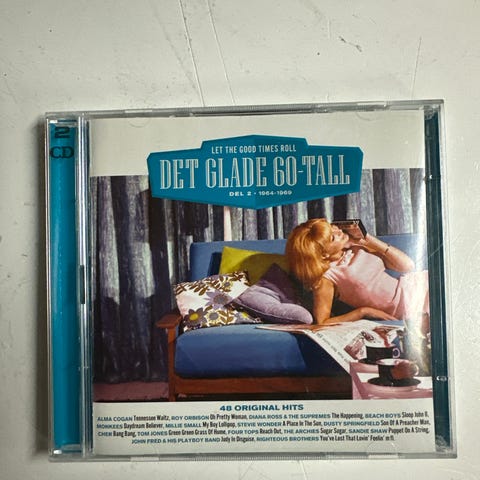 2
CD
LET THE GOOD TIMES ROLL
DET GLADE 60-TALL
DEL 2 • 1964-1969
48 ORIGINAL HITS
ALMA COGAN Tennessee Waltz, ROY ORBISON Oh Pretty Woman, DIANA ROSS & THE SUPREMES The Happening, BEACH BOYS Sloop John B,
MONKEES Daydream Believer, MILLIE SMALL My Boy Lollipop, STEVIE WONDER A Place In The Sun, DUSTY SPRINGFIELD Son Of A Preacher Man,
CHER Bang Bang, TOM JONES Green Green Grass Of Home, FOUR TOPS Reach Out, THE ARCHIES Sugar Sugar, SANDIE SHAW Puppet On A String,
JOHN FRED & HIS PLAYBOY BAND Judy In Disguise, RIGHTEOUS BROTHERS You've Lost That Lovin' Feelin' m fl.